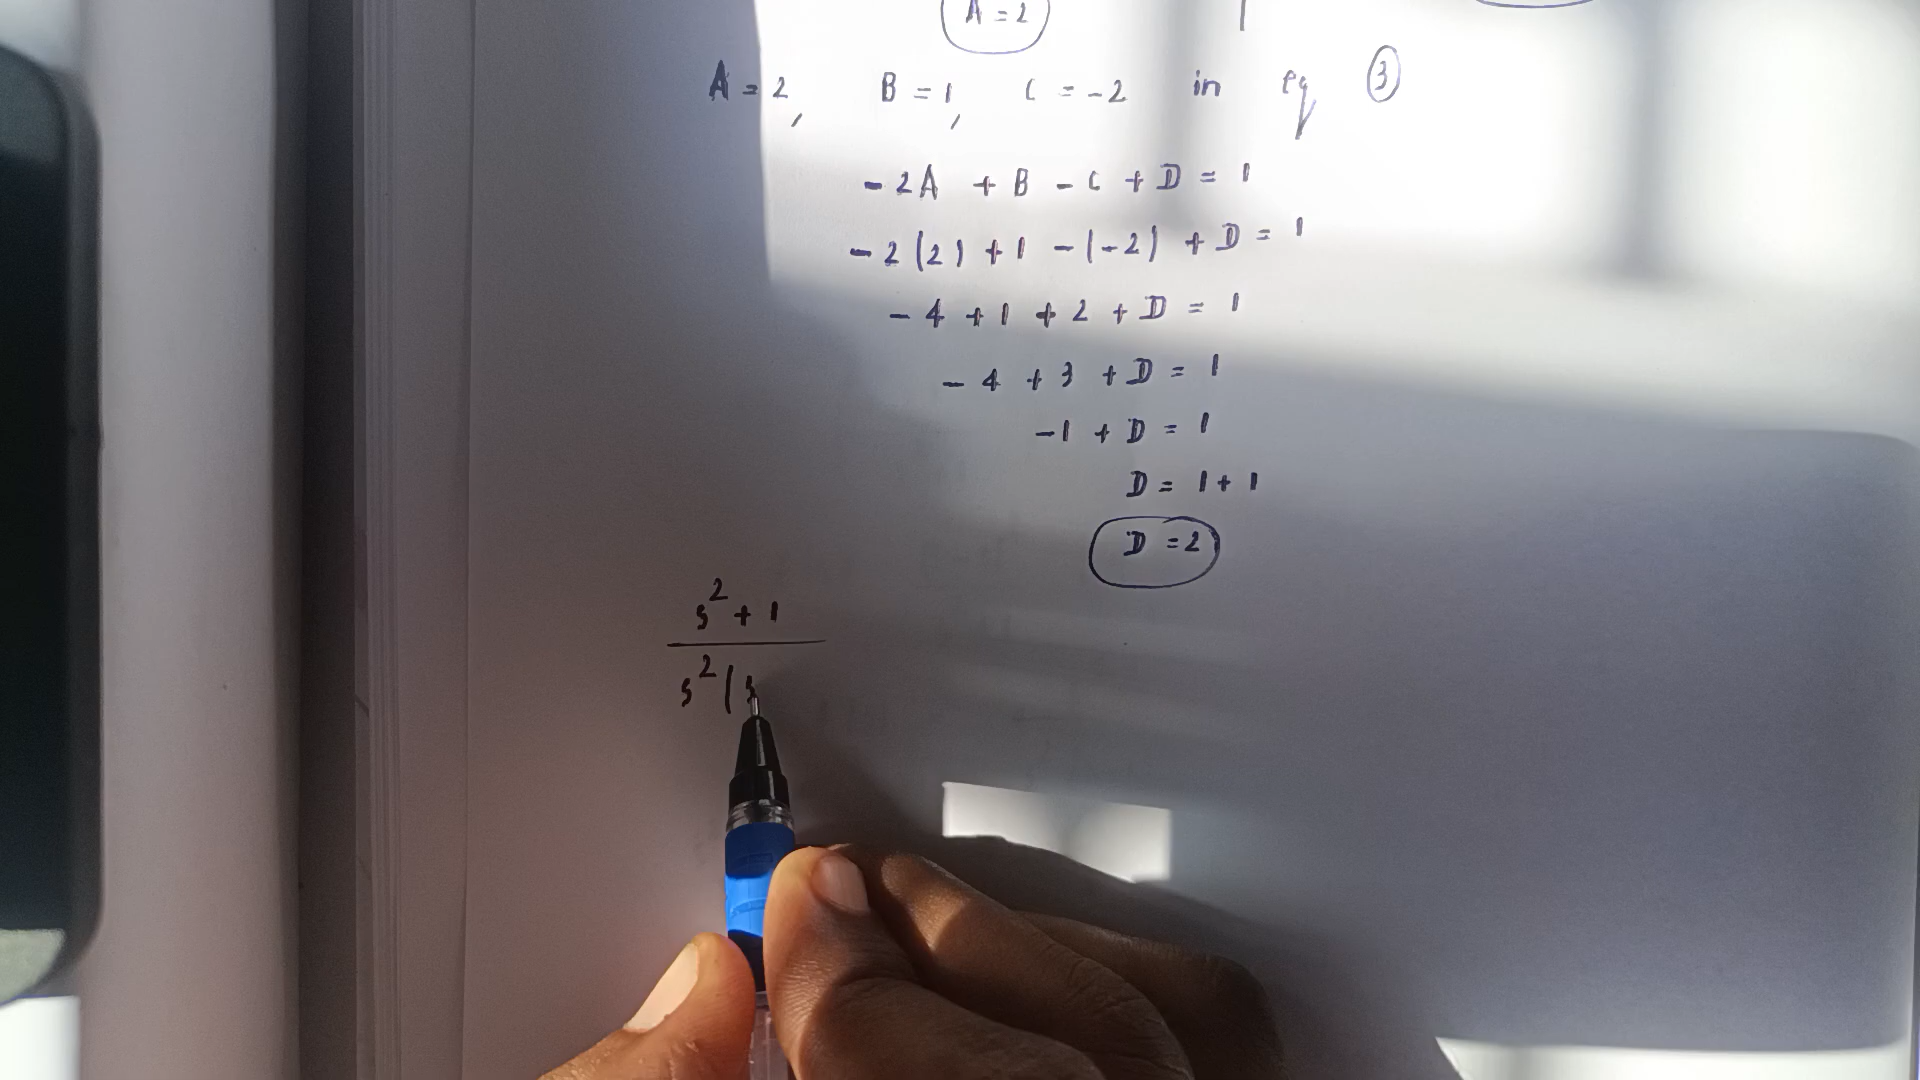 A = 2
A = 2, B = 1, C = -2 in eq ③
- 2A + B - C + D = 1
- 2(2) + 1 - (-2) + D = 1
- 4 + 1 + 2 + D = 1
- 4 + 3 + D = 1
-1 + D = 1
D = 1 + 1
D = 2
s² + 1
s² (s